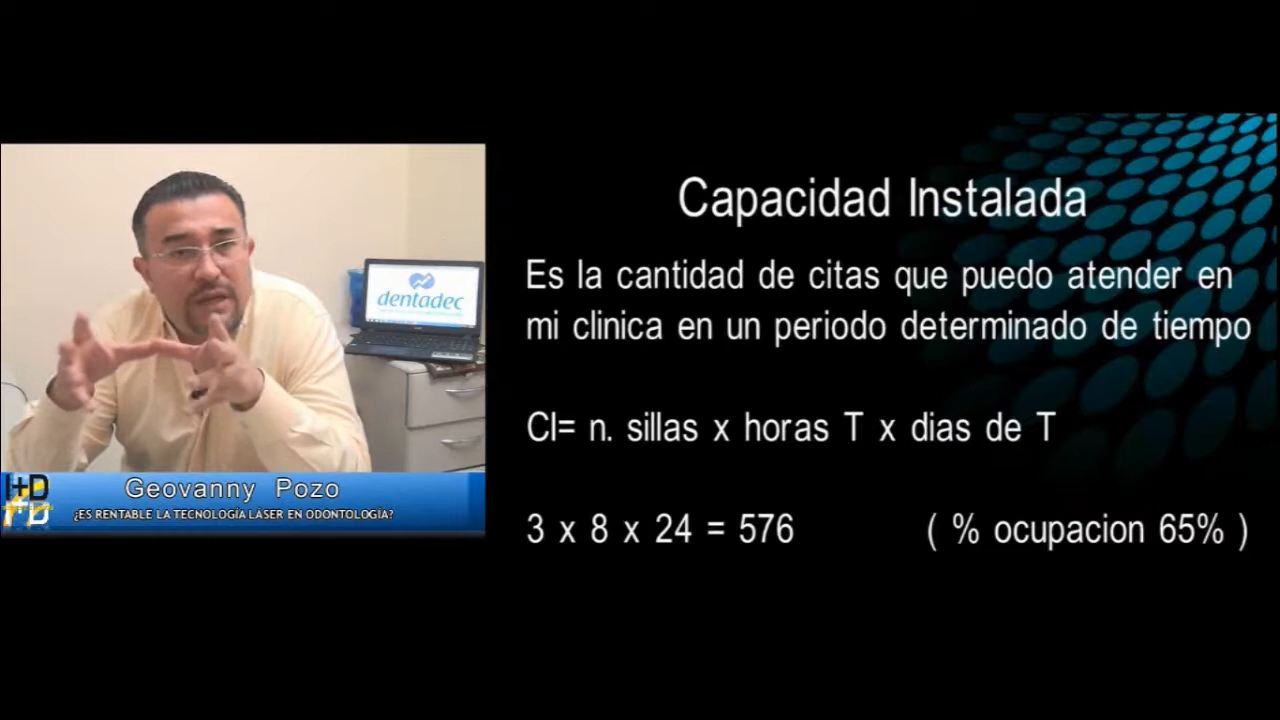 Capacidad Instalada
Es la cantidad de citas que puedo atender en
mi clinica en un periodo determinado de tiempo
CI= n. sillas x horas T x dias de T
3 x 8 x 24 = 576 ( % ocupacion 65% )
dentadec
I+D
Geovanny Pozo
¿ES RENTABLE LA TECNOLOGÍA LÁSER EN ODONTOLOGÍA?